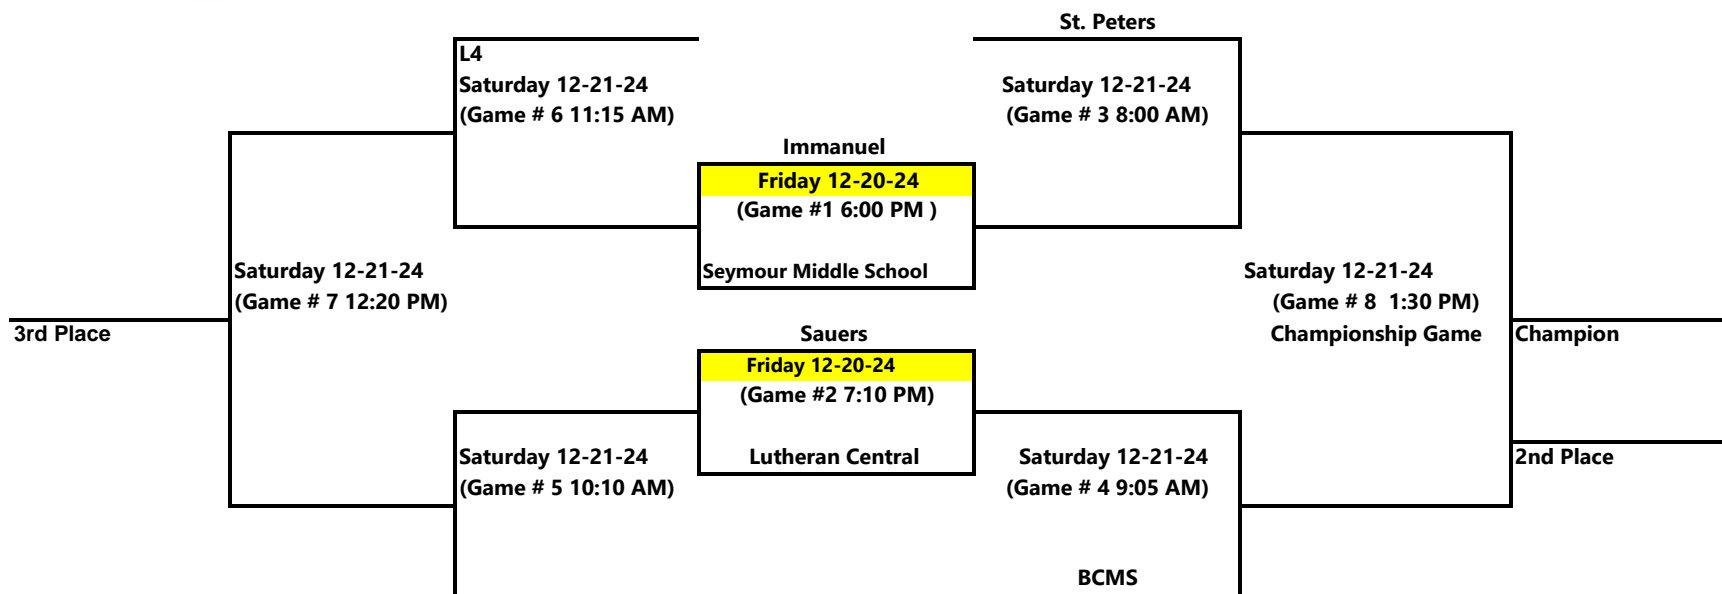 St. Peters
L4
Saturday 12-21-24
(Game # 6 11:15 AM)
Saturday 12-21-24
(Game # 3 8:00 AM)
Immanuel
Friday 12-20-24
(Game #1 6:00 PM )
Seymour Middle School
Saturday 12-21-24
(Game # 7 12:20 PM)
Saturday 12-21-24
(Game # 8 1:30 PM)
Championship Game
3rd Place
Champion
Sauers
Friday 12-20-24
(Game #2 7:10 PM)
Lutheran Central
Saturday 12-21-24
(Game # 5 10:10 AM)
Saturday 12-21-24
(Game # 4 9:05 AM)
2nd Place
BCMS